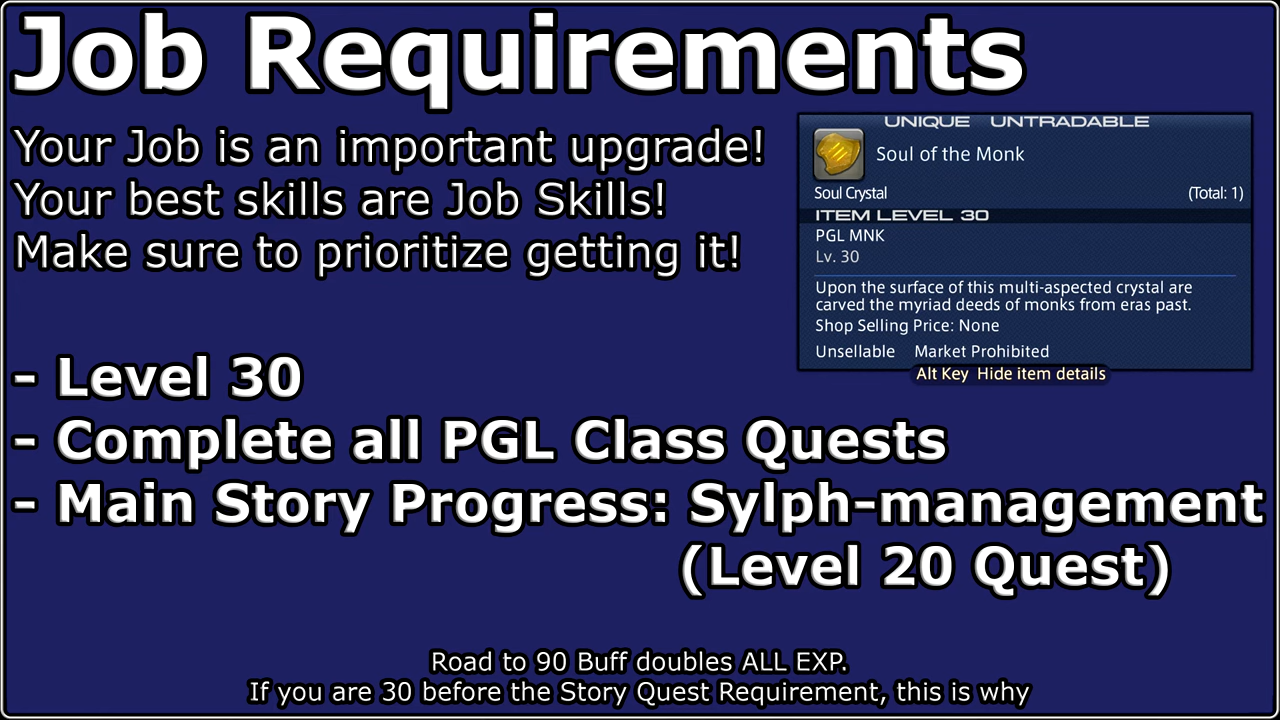 Job Requirements
Your Job is an important upgrade!
Your best skills are Job Skills!
Make sure to prioritize getting it!
UNIQUE UNTRADABLE
Soul of the Monk
Soul Crystal (Total: 1)
ITEM LEVEL 30
PGL MNK
Lv. 30
Upon the surface of this multi-aspected crystal are
carved the myriad deeds of monks from eras past.
Shop Selling Price: None
Unsellable Market Prohibited
Alt Key Hide item details
- Level 30
- Complete all PGL Class Quests
- Main Story Progress: Sylph-management
(Level 20 Quest)
Road to 90 Buff doubles ALL EXP.
If you are 30 before the Story Quest Requirement, this is why